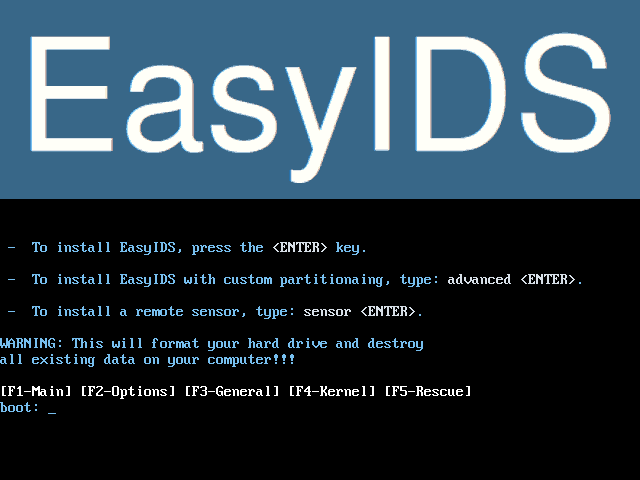 EasyIDS
- To install EasyIDS, press the <ENTER> key.
- To install EasyIDS with custom partitionaing, type: advanced <ENTER>.
- To install a remote sensor, type: sensor <ENTER>.
WARNING: This will format your hard drive and destroy
all existing data on your computer!!!
[F1-Main] [F2-Options] [F3-General] [F4-Kernel] [F5-Rescue]
boot: _